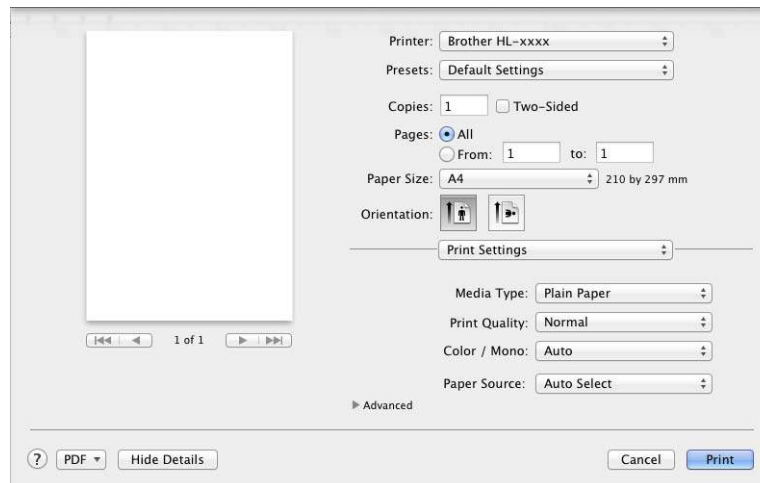 Printer: Brother HL-xxxx
Presets: Default Settings
Copies: 1 Two-Sided
Pages: All
From: 1 to: 1
Paper Size: A4 210 by 297 mm
Orientation:
Print Settings
Media Type: Plain Paper
Print Quality: Normal
1 of 1
Color / Mono: Auto
Paper Source: Auto Select
Advanced
? PDF Hide Details Cancel Print